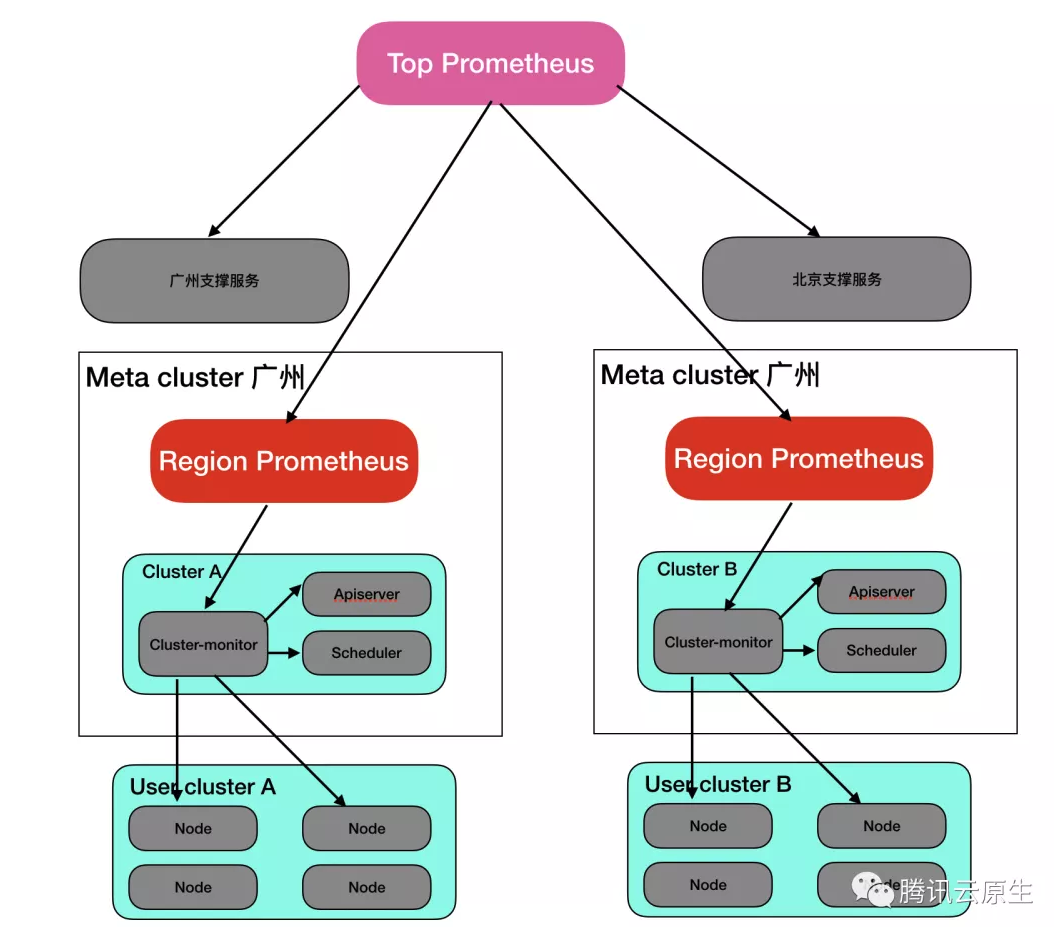 Top Prometheus
广州支撑服务
北京支撑服务
Meta cluster 广州
Region Prometheus
Cluster A
Apiserver
Cluster-monitor
Scheduler
User cluster A
Node
Node
Node
Node
Meta cluster 广州
Region Prometheus
Cluster B
Apiserver
Cluster-monitor
Scheduler
User cluster B
Node
Node
Node
腾讯云原生